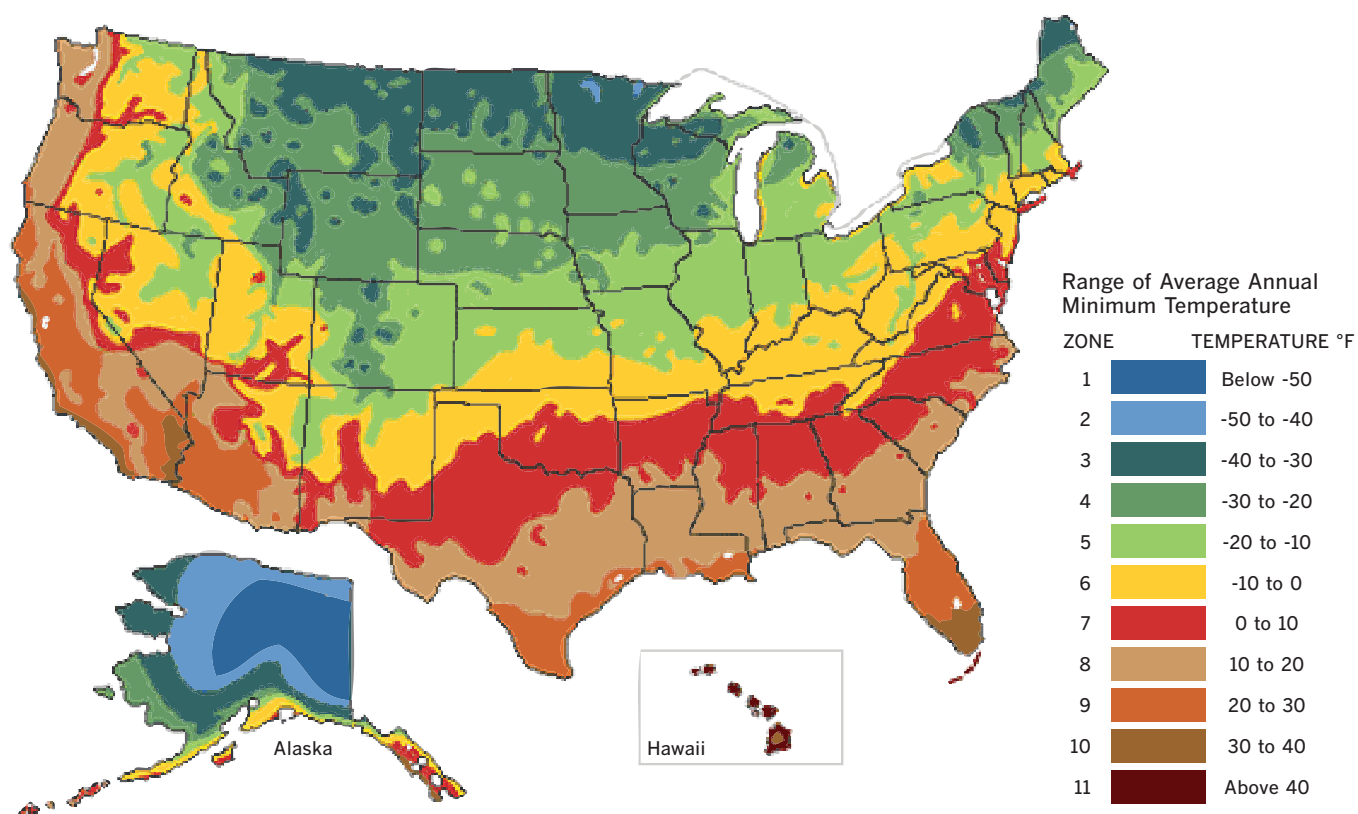 Range of Average Annual
Minimum Temperature
ZONE TEMPERATURE °F
1 Below -50
2 -50 to -40
3 -40 to -30
4 -30 to -20
5 -20 to -10
6 -10 to 0
7 0 to 10
8 10 to 20
9 20 to 30
10 30 to 40
11 Above 40
Alaska
Hawaii